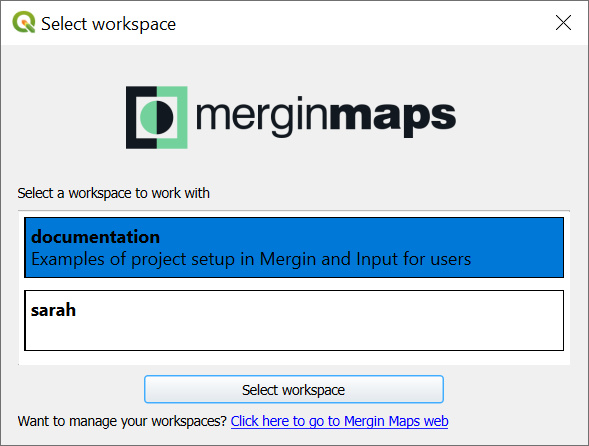 Select workspace
merginmaps
Select a workspace to work with
documentation
Examples of project setup in Mergin and Input for users
sarah
Select workspace
Want to manage your workspaces? Click here to go to Mergin Maps web